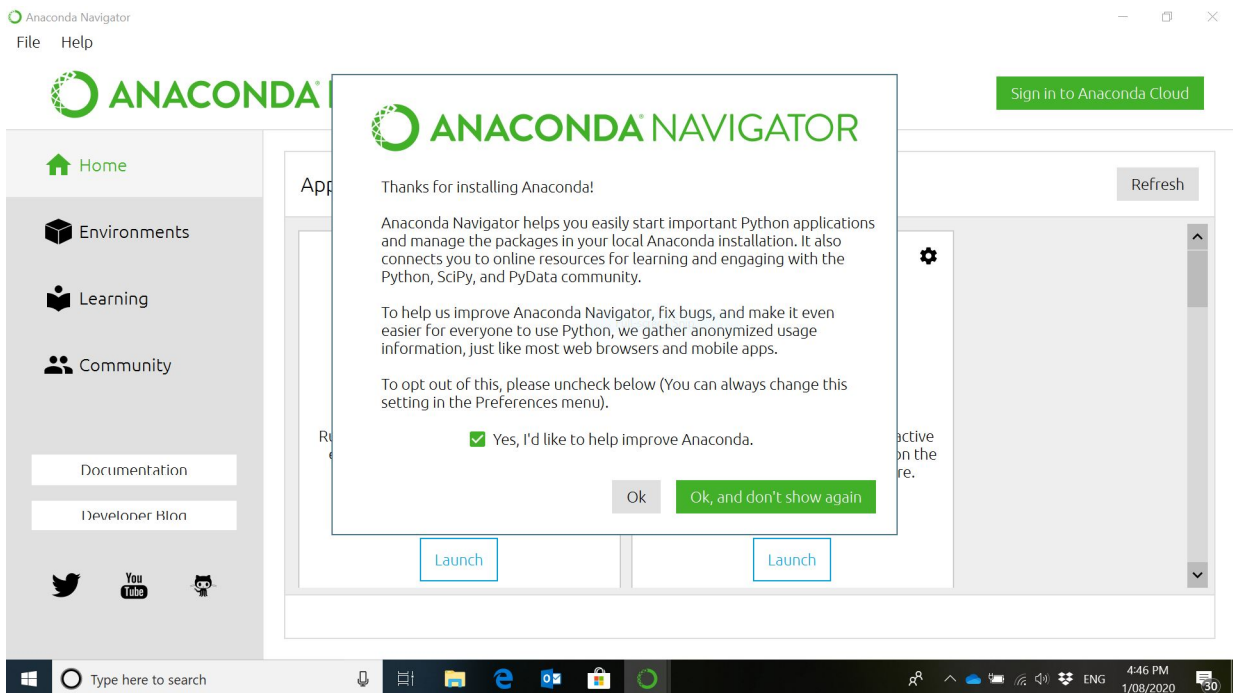 Anaconda Navigator
File Help
ANACONDA
Sign in to Anaconda Cloud
ANACONDA NAVIGATOR
Home
Refresh
Thanks for installing Anaconda!
Environments
Anaconda Navigator helps you easily start important Python applications
and manage the packages in your local Anaconda installation. It also
connects you to online resources for learning and engaging with the
Python, SciPy, and PyData community.
Learning
To help us improve Anaconda Navigator, fix bugs, and make it even
easier for everyone to use Python, we gather anonymized usage
information, just like most web browsers and mobile apps.
Community
To opt out of this, please uncheck below (You can always change this
setting in the Preferences menu).
Yes, I'd like to help improve Anaconda.
active
on the
re.
Documentation
Ok Ok, and don't show again
Developer Blog
Launch Launch
You
Tube
Type here to search
ENG
4:46 PM
1/08/2020
30